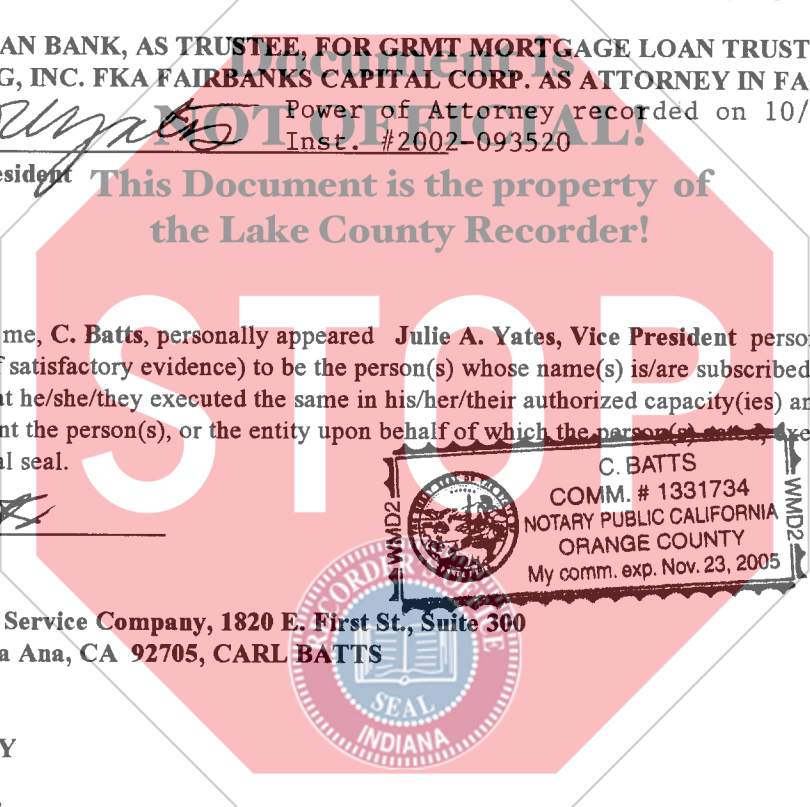 AN BANK, AS TRUSTEE, FOR GRMT MORTGAGE LOAN TRUST
G, INC. FKA FAIRBANKS CAPITAL CORP. AS ATTORNEY IN FA
Power of Attorney recorded on 10/
Inst. #2002-093520
esident
Document is
NOT OFFICIAL!
This Document is the property of
the Lake County Recorder!
STOP
me, C. Batts, personally appeared Julie A. Yates, Vice President perso
f satisfactory evidence) to be the person(s) whose name(s) is/are subscribed
at he/she/they executed the same in his/her/their authorized capacity(ies) an
nt the person(s), or the entity upon behalf of which the person(s) acted, exe
al seal.
C. BATTS
COMM. # 1331734
NOTARY PUBLIC CALIFORNIA
ORANGE COUNTY
My comm. exp. Nov. 23, 2005
WMD2
WMD2
Service Company, 1820 E. First St., Suite 300
a Ana, CA 92705, CARL BATTS
SEAL
INDIANA
Y